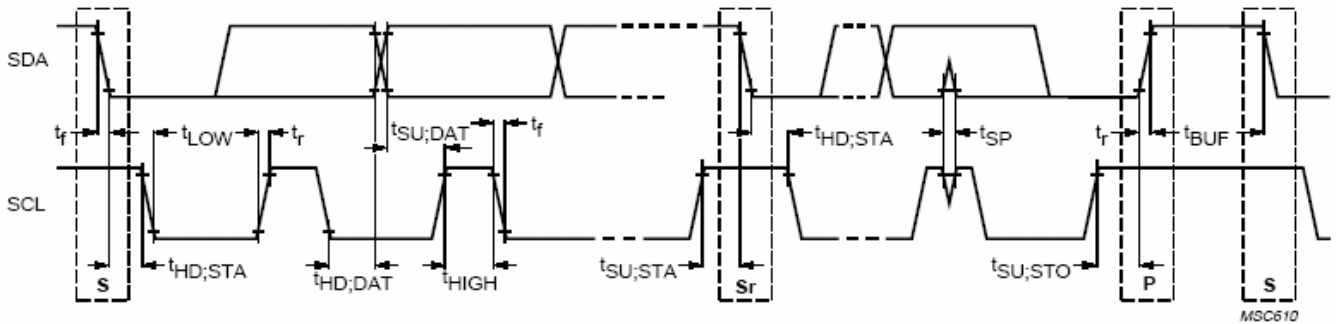 SDA
tf tLOW tr tSU;DAT tf tHD;STA tSP tr tBUF
SCL
tHD;STA tHD;DAT tHIGH tSU;STA tSU;STO
S Sr P S
MSC610